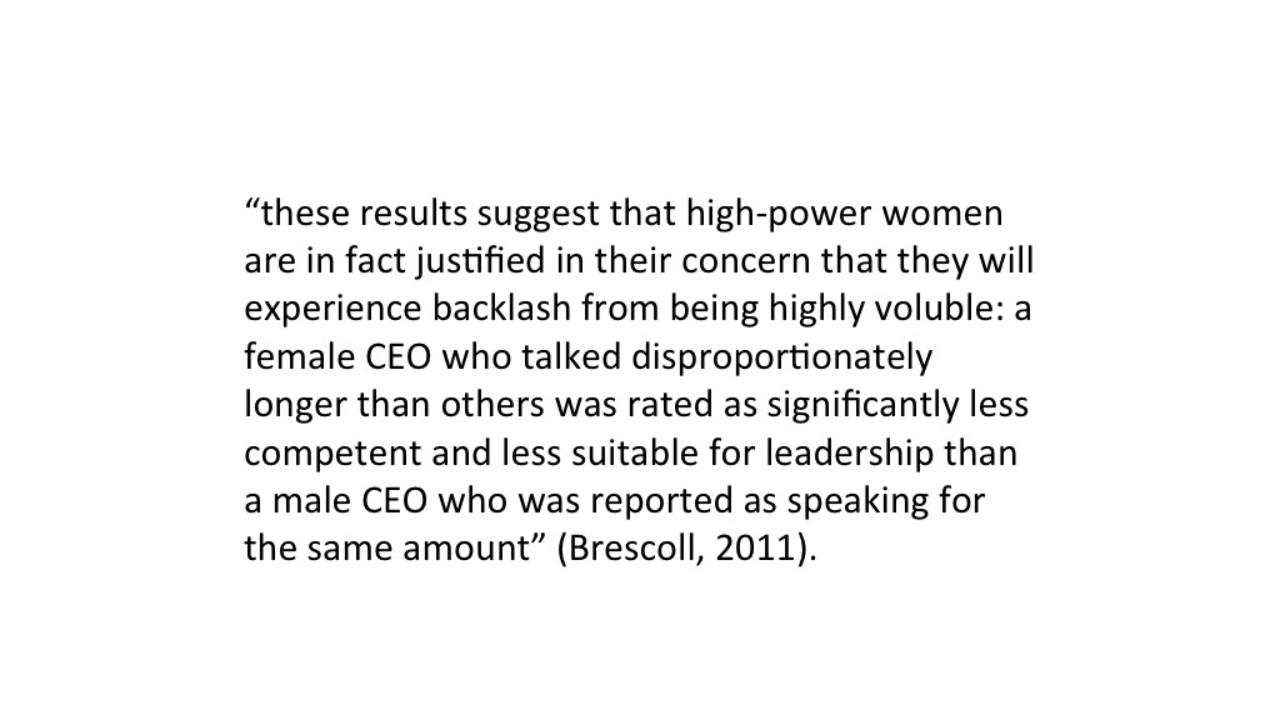 “these results suggest that high-power women
are in fact justified in their concern that they will
experience backlash from being highly voluble: a
female CEO who talked disproportionately
longer than others was rated as significantly less
competent and less suitable for leadership than
a male CEO who was reported as speaking for
the same amount” (Brescoll, 2011).